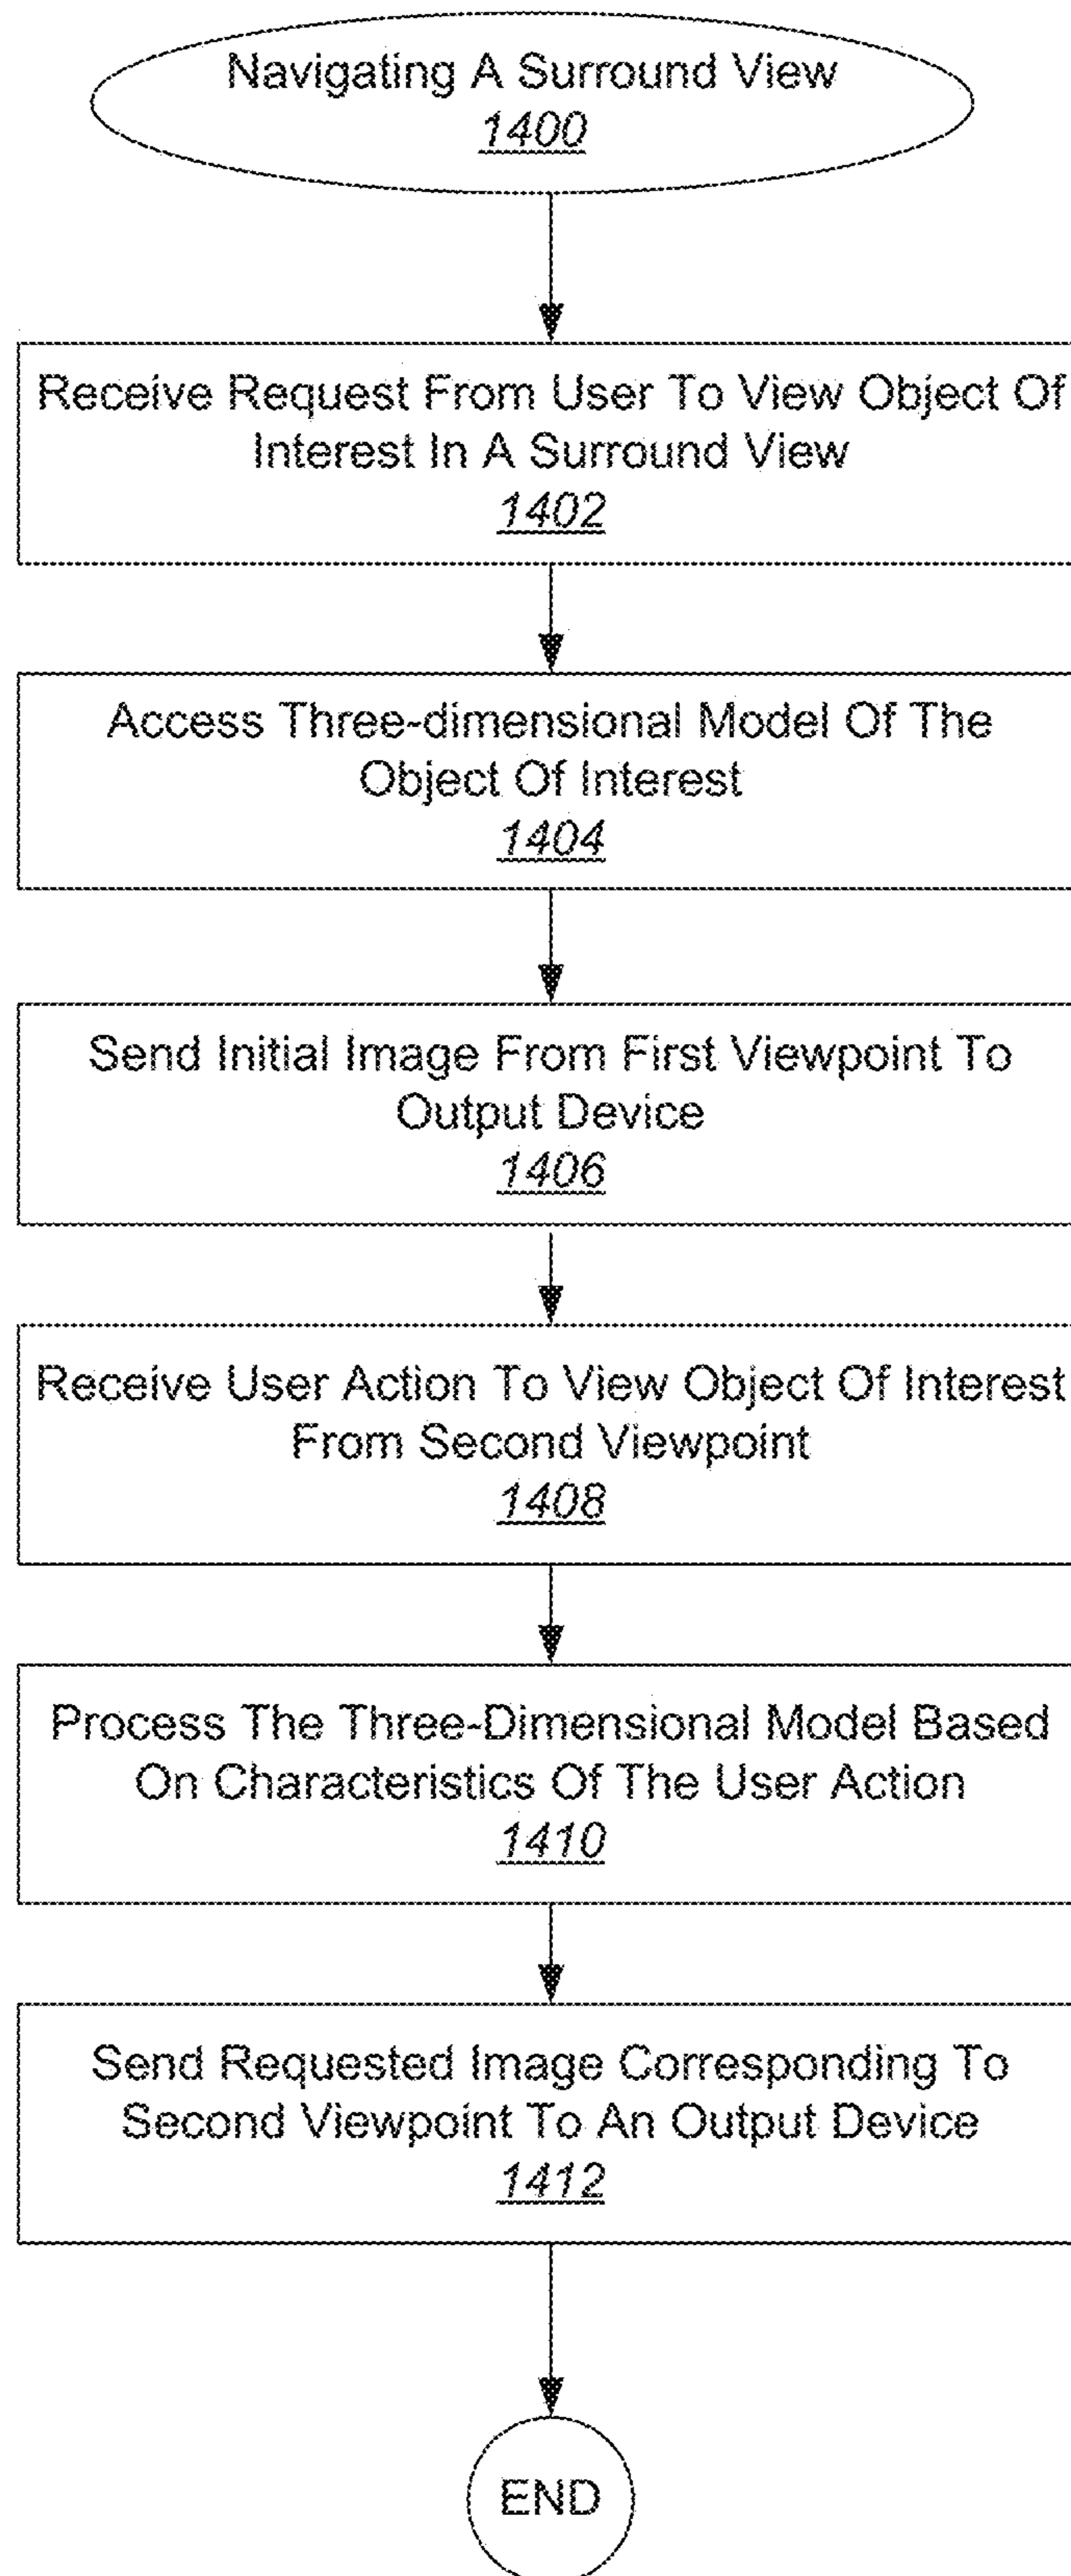 Navigating A Surround View
1400
Receive Request From User To View Object Of
Interest In A Surround View
1402
Access Three-dimensional Model Of The
Object Of Interest
1404
Send Initial Image From First Viewpoint To
Output Device
1406
Receive User Action To View Object Of Interest
From Second Viewpoint
1408
Process The Three-Dimensional Model Based
On Characteristics Of The User Action
1410
Send Requested Image Corresponding To
Second Viewpoint To An Output Device
1412
END